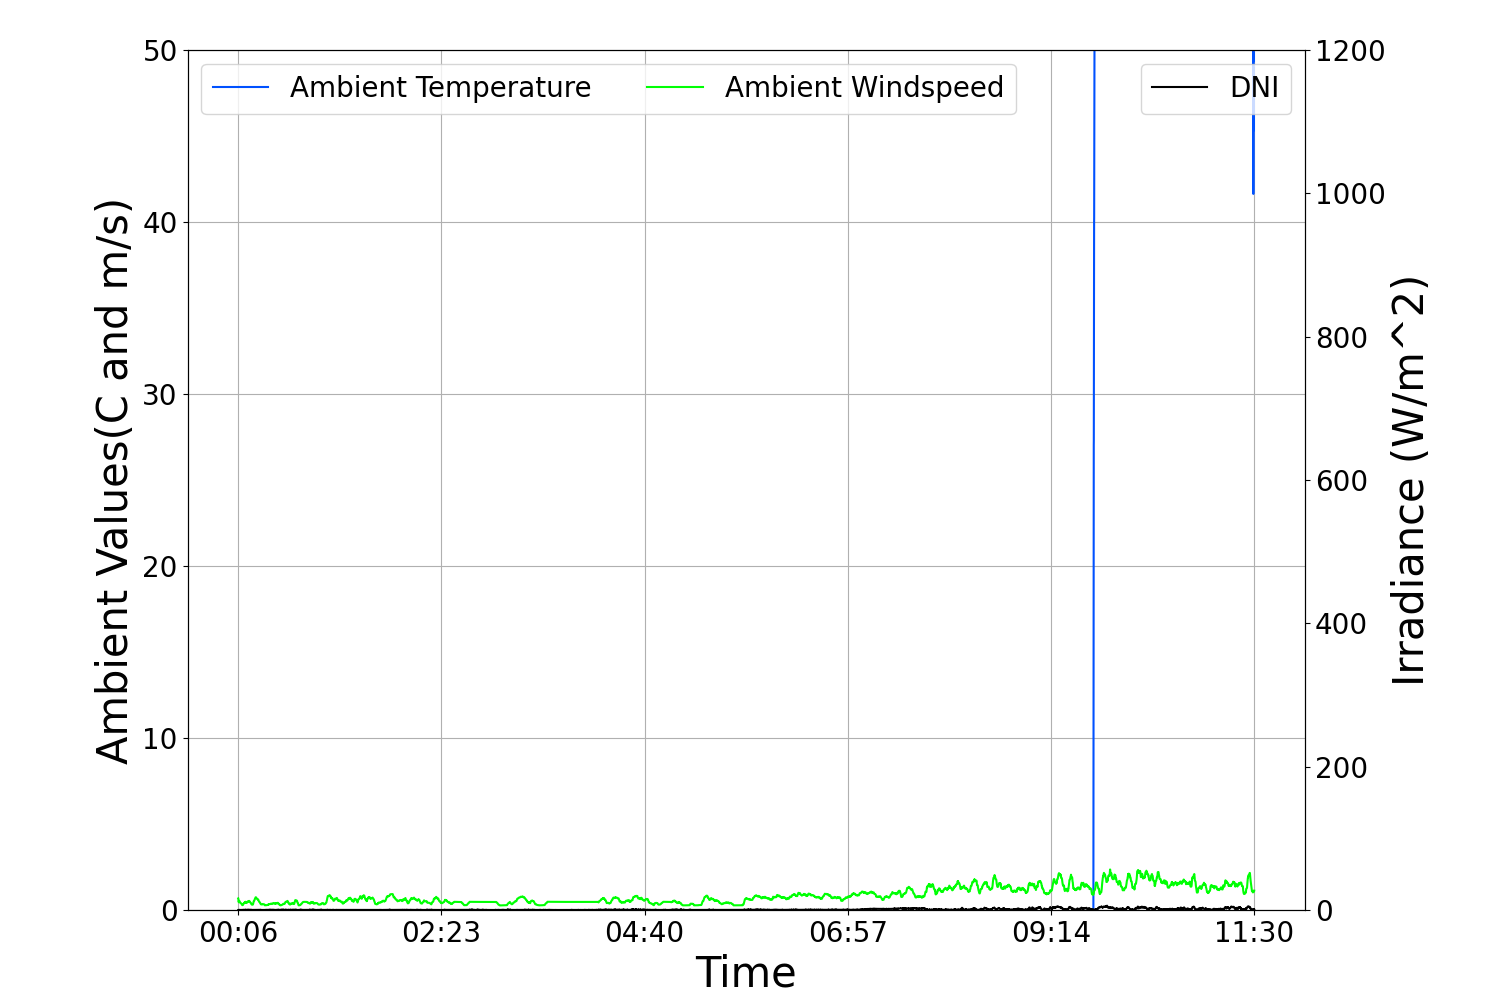 50
40
30
20
10
0
Ambient Values(C and m/s)
Ambient Temperature
Ambient Windspeed
DNI
1200
1000
800
600
400
200
0
Irradiance (W/m^2)
00:06 02:23 04:40 06:57 09:14 11:30
Time